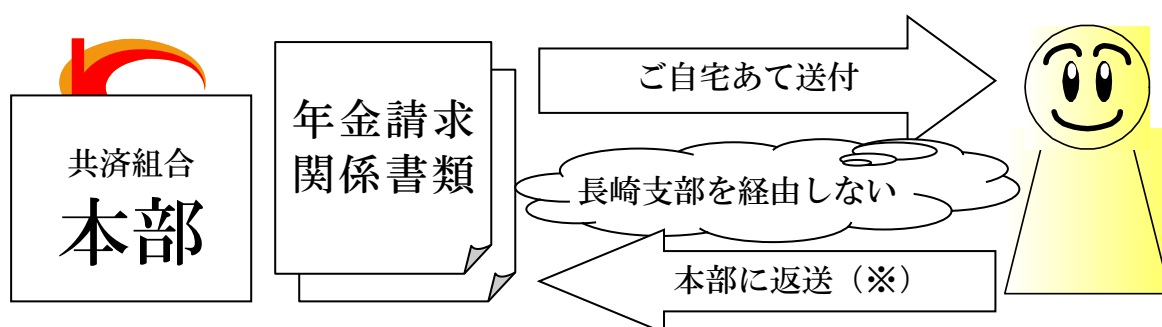 共済組合
本部
年金請求
関係書類
ご自宅あて送付
長崎支部を経由しない
本部に返送（※）